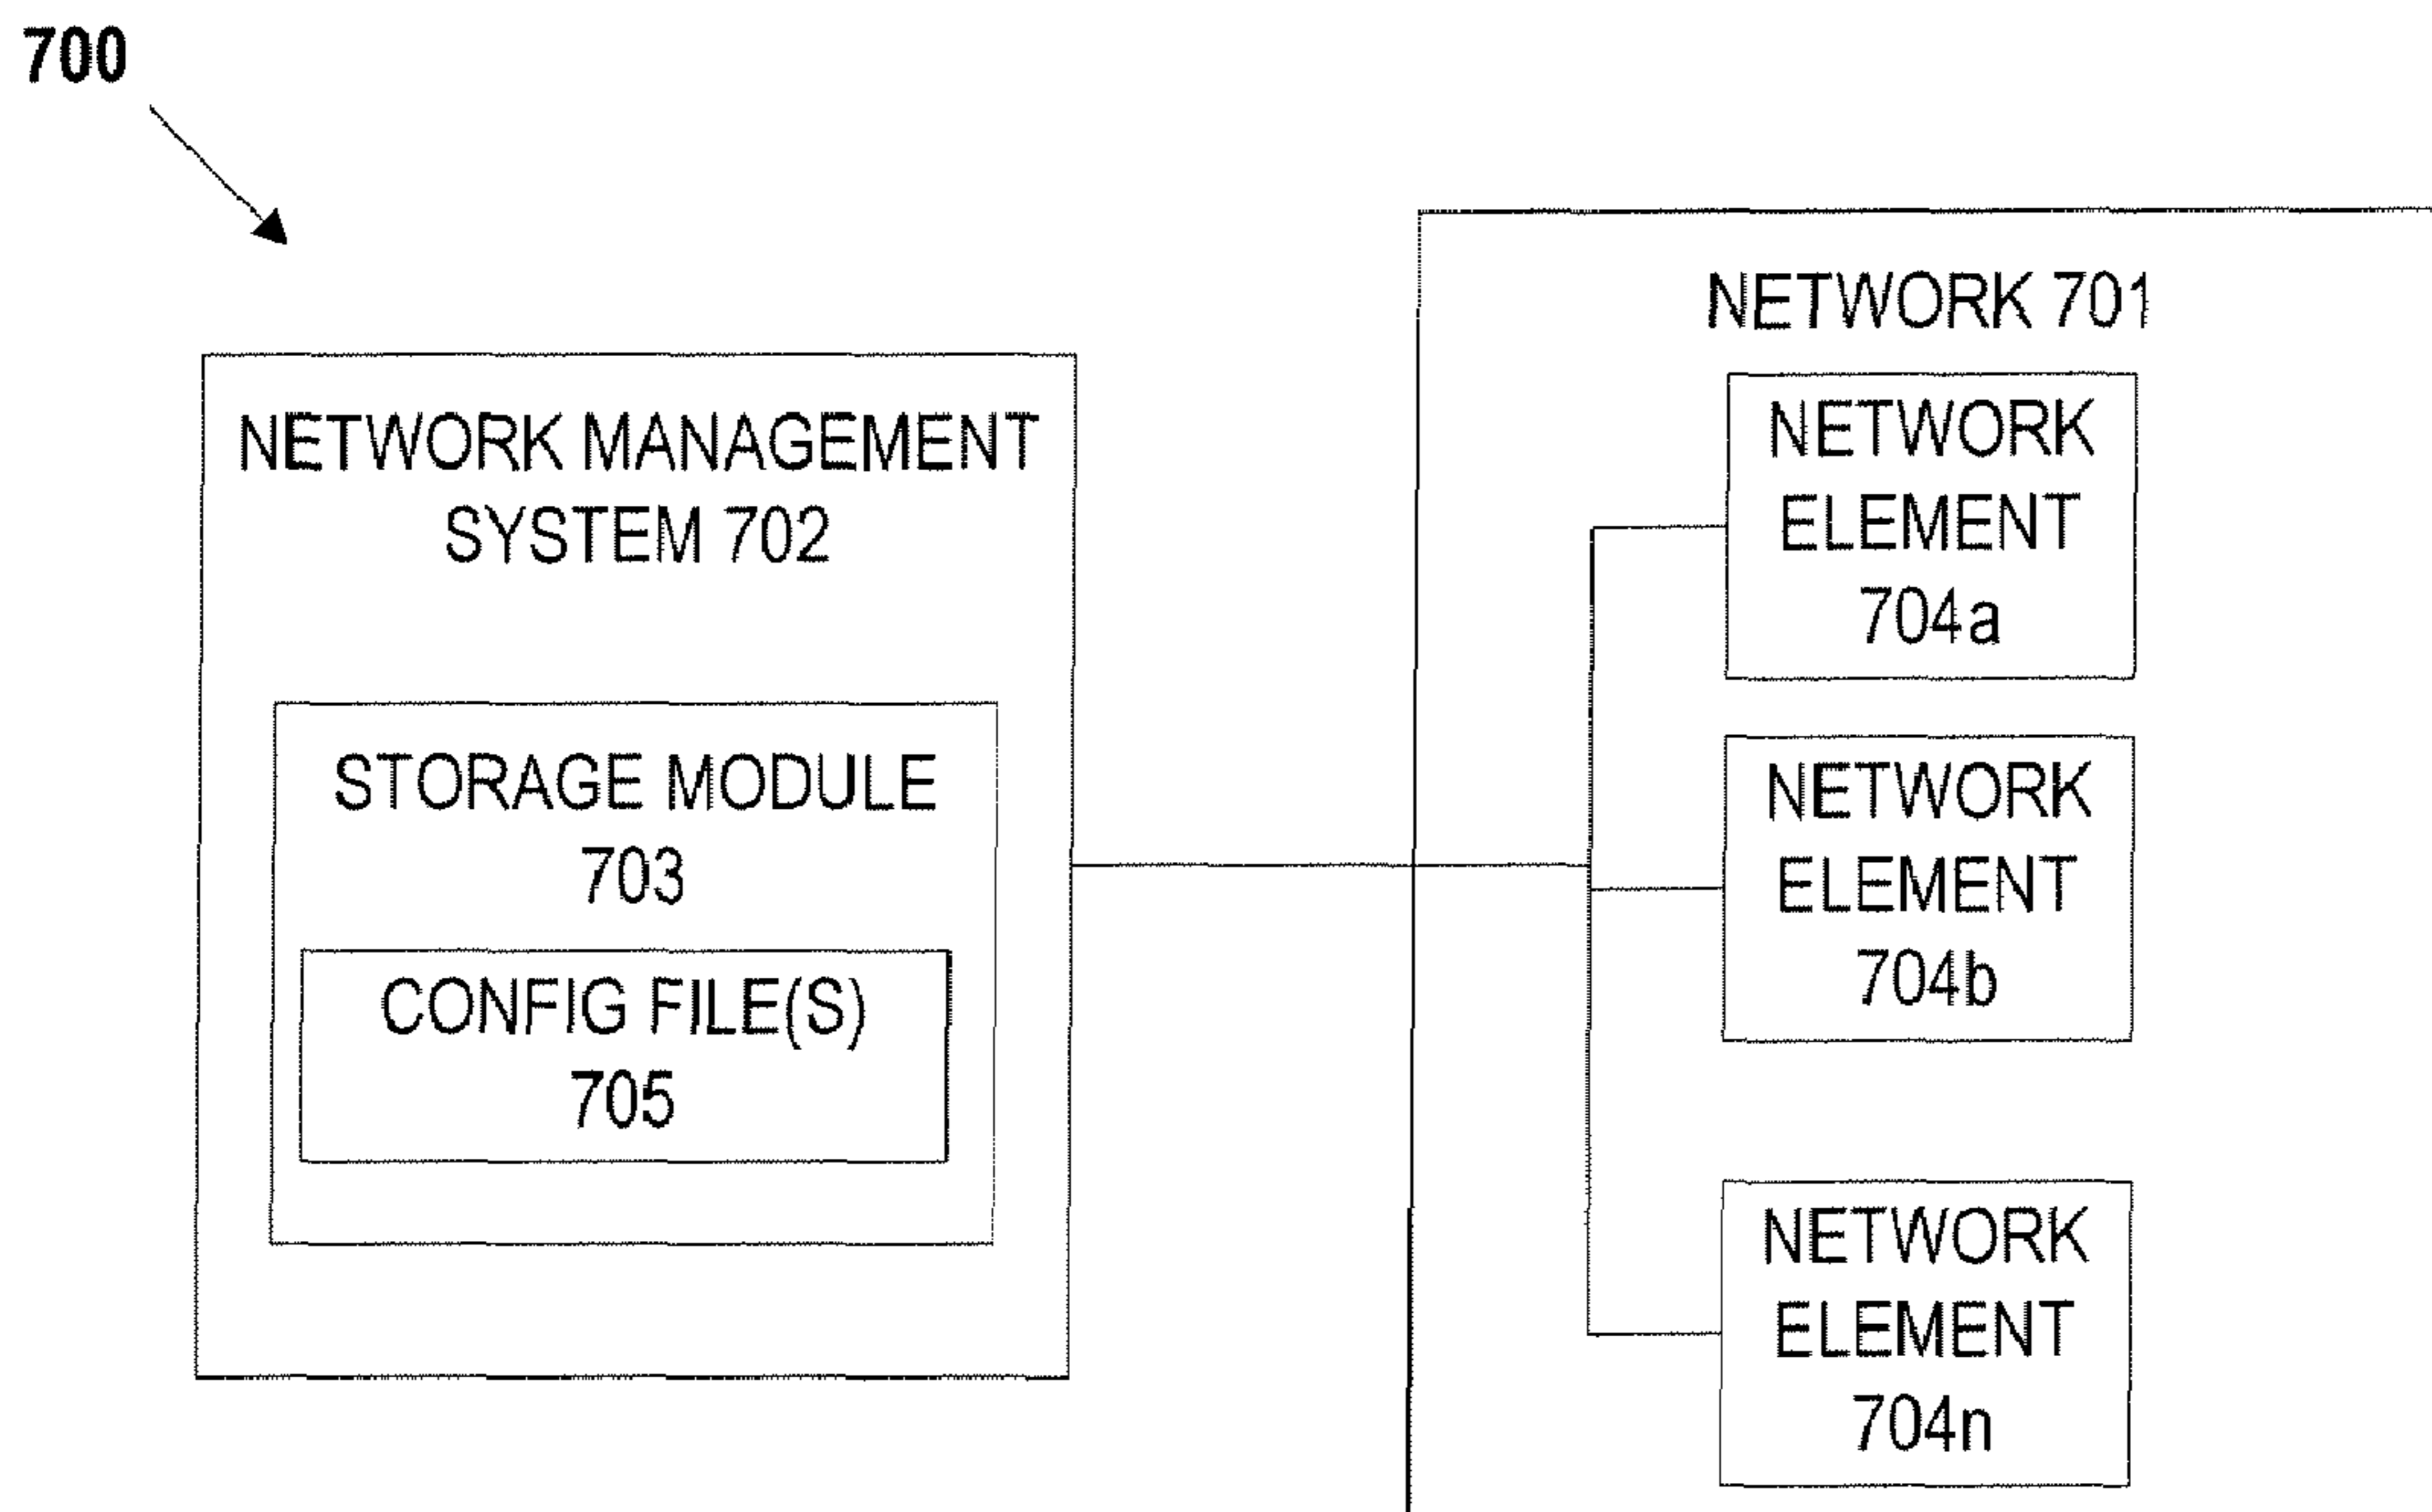 700
NETWORK MANAGEMENT
SYSTEM 702
STORAGE MODULE
703
CONFIG FILE(S)
705
NETWORK 701
NETWORK
ELEMENT
704a
NETWORK
ELEMENT
704b
NETWORK
ELEMENT
704n